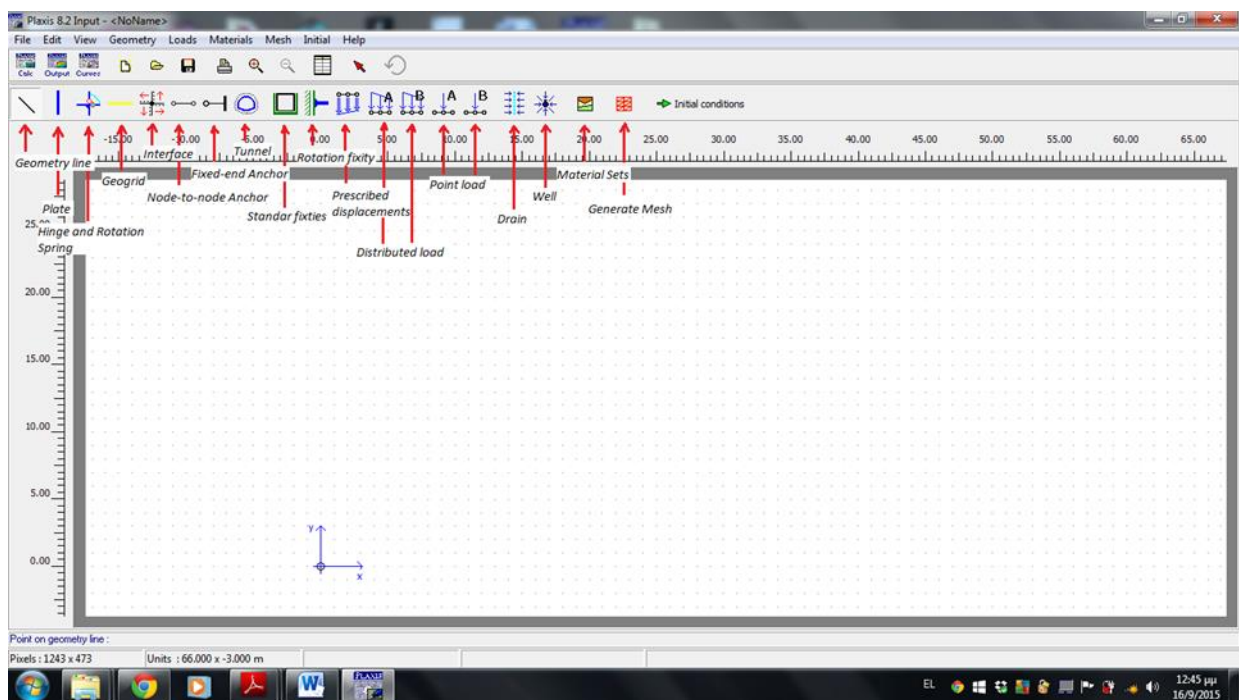 Plaxis 8.2 Input - <NoName>
File Edit View Geometry Loads Materials Mesh Initial Help
PLAXIS PLAXIS PLAXIS
Calc Output Curves
A B A B Initial conditions
-15.00 -10.00 -5.00 0.00 5.00 10.00 15.00 20.00 25.00 30.00 35.00 40.00 45.00 50.00 55.00 60.00 65.00
Geometry line
Interface
Tunnel
Rotation fixity
Geogrid
Fixed-end Anchor
Point load
Material Sets
Plate
Node-to-node Anchor
Standar fixties
Prescribed
displacements
Drain
Well
Generate Mesh
Hinge and Rotation
Spring
Distributed load
25.00
20.00
15.00
10.00
5.00
0.00
y
x
Point on geometry line :
Pixels : 1243 x 473 Units : 66.000 x -3.000 m
PLAXIS
EL 12:45 μμ
16/9/2015